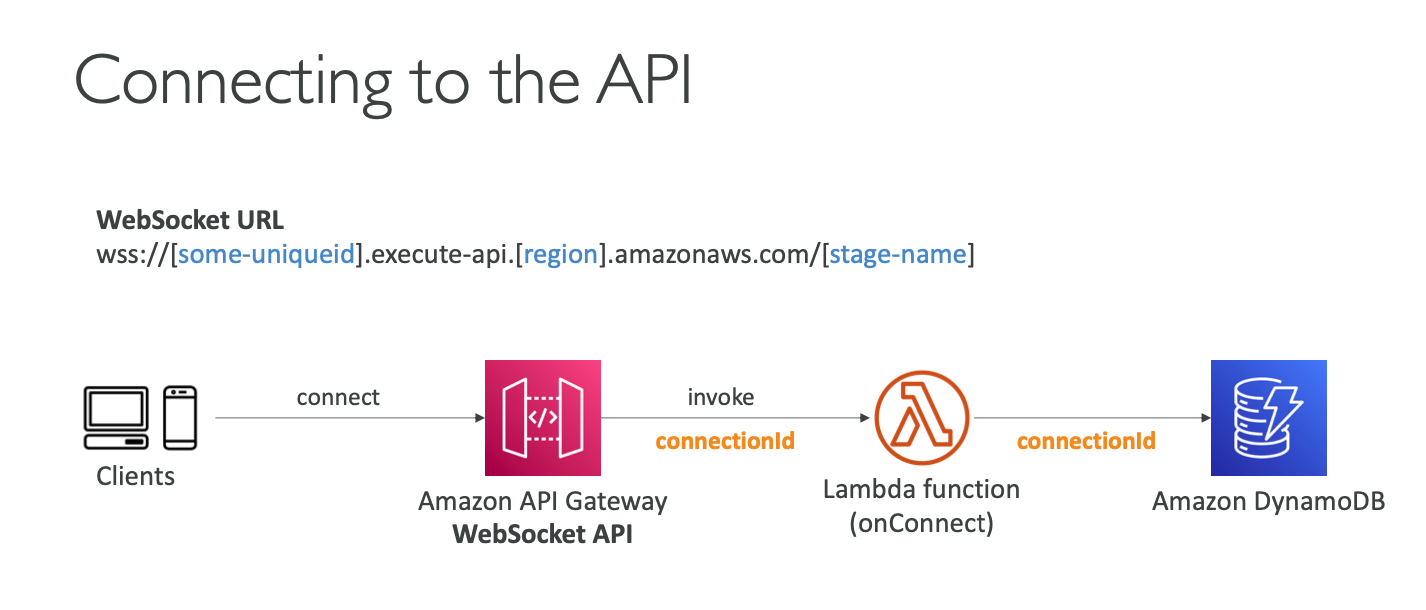 Connecting to the API
WebSocket URL
wss://[some-uniqueid].execute-api.[region].amazonaws.com/[stage-name]
connect
invoke
connectionId
connectionId
</>
Clients
Amazon API Gateway
WebSocket API
Lambda function
(onConnect)
Amazon DynamoDB